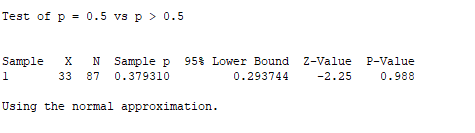 Test of p = 0.5 vs p > 0.5
Sample X N Sample p 95% Lower Bound Z-Value P-Value
1 33 87 0.379310 0.293744 -2.25 0.988
Using the normal approximation.